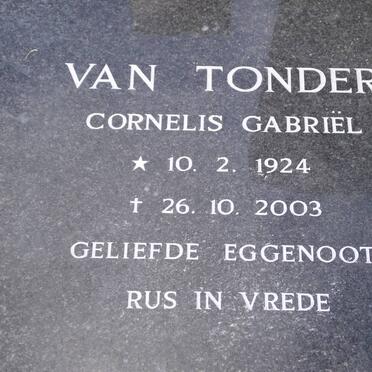 VAN TONDER
CORNELIS GABRIËL
★ 10. 2. 1924
† 26. 10. 2003
GELIEFDE EGGENOOT
RUS IN VREDE